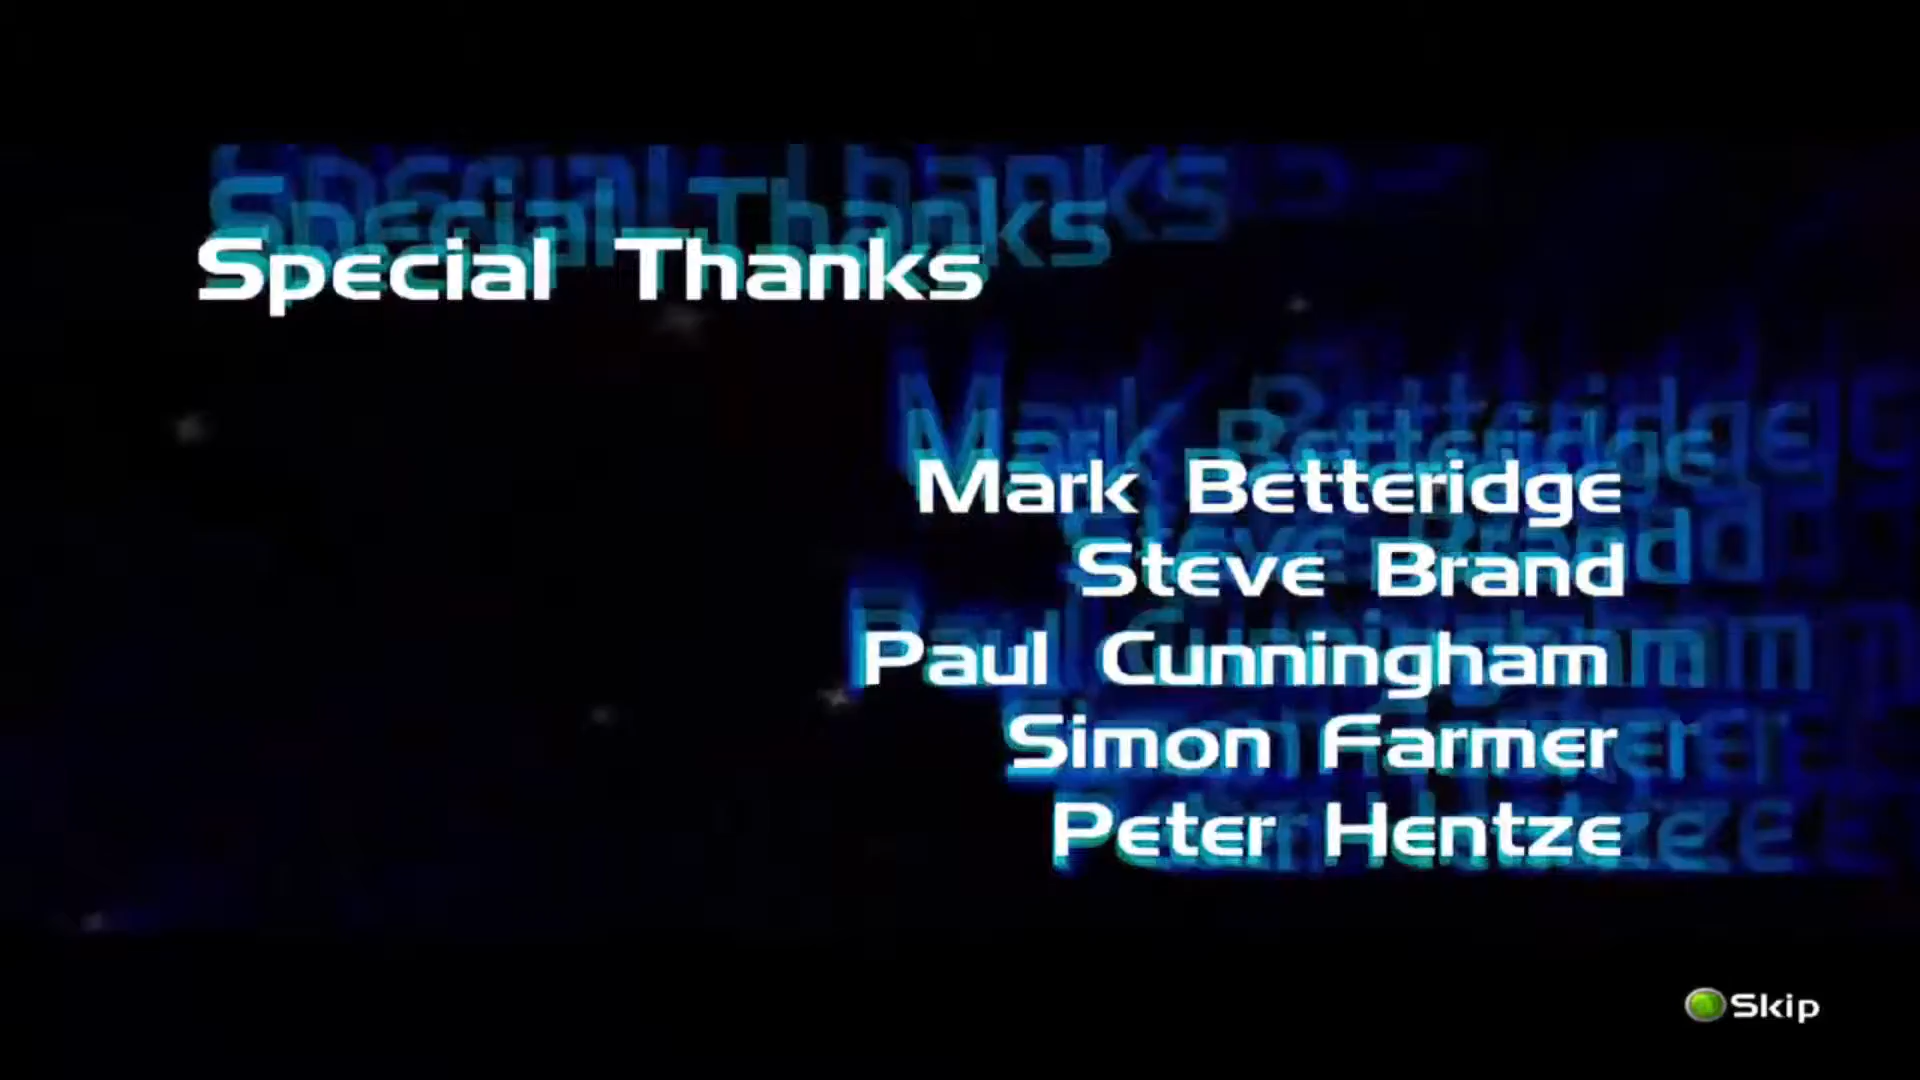 Special Thanks
Mark Betteridge
Steve Brand
Paul Cunningham
Simon Farmer
Peter Hentze
Skip